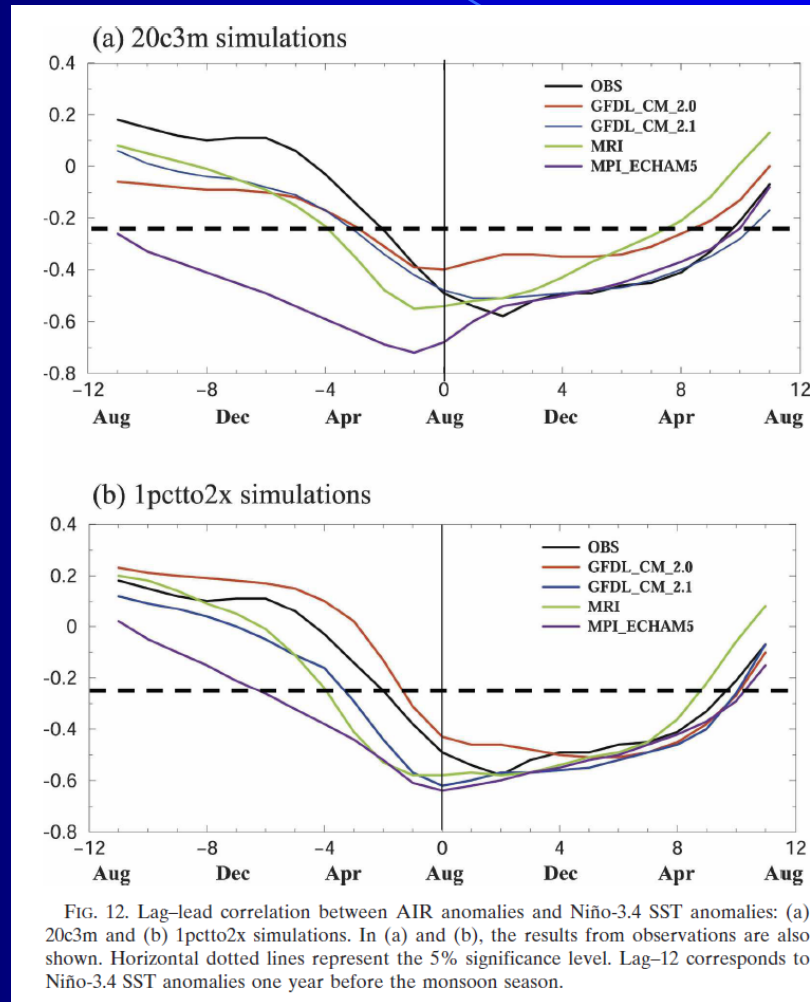 (a) 20c3m simulations
0.4
0.2
0
-0.2
-0.4
-0.6
-0.8
OBS
GFDL_CM_2.0
GFDL_CM_2.1
MRI
MPI_ECHAM5
−12 −8 −4 0 4 8 12
Aug Dec Apr Aug Dec Apr Aug
(b) 1pctto2x simulations
0.4
0.2
0
-0.2
-0.4
-0.6
-0.8
OBS
GFDL_CM_2.0
GFDL_CM_2.1
MRI
MPI_ECHAM5
−12 −8 −4 0 4 8 12
Aug Dec Apr Aug Dec Apr Aug
FIG. 12. Lag–lead correlation between AIR anomalies and Niño-3.4 SST anomalies: (a)
20c3m and (b) 1pctto2x simulations. In (a) and (b), the results from observations are also
shown. Horizontal dotted lines represent the 5% significance level. Lag–12 corresponds to
Niño-3.4 SST anomalies one year before the monsoon season.